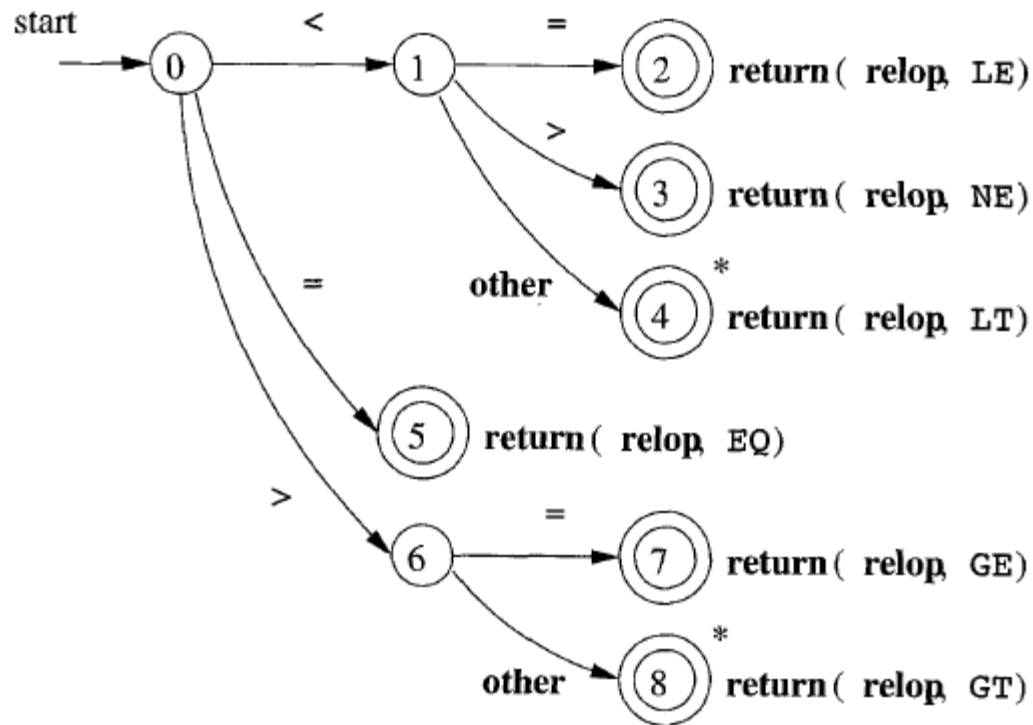 start
0
<
1
=
2
return( relop, LE)
>
3
return( relop, NE)
other
4
*
return( relop, LT)
=
5
return( relop, EQ)
>
6
=
7
return( relop, GE)
other
8
*
return( relop, GT)